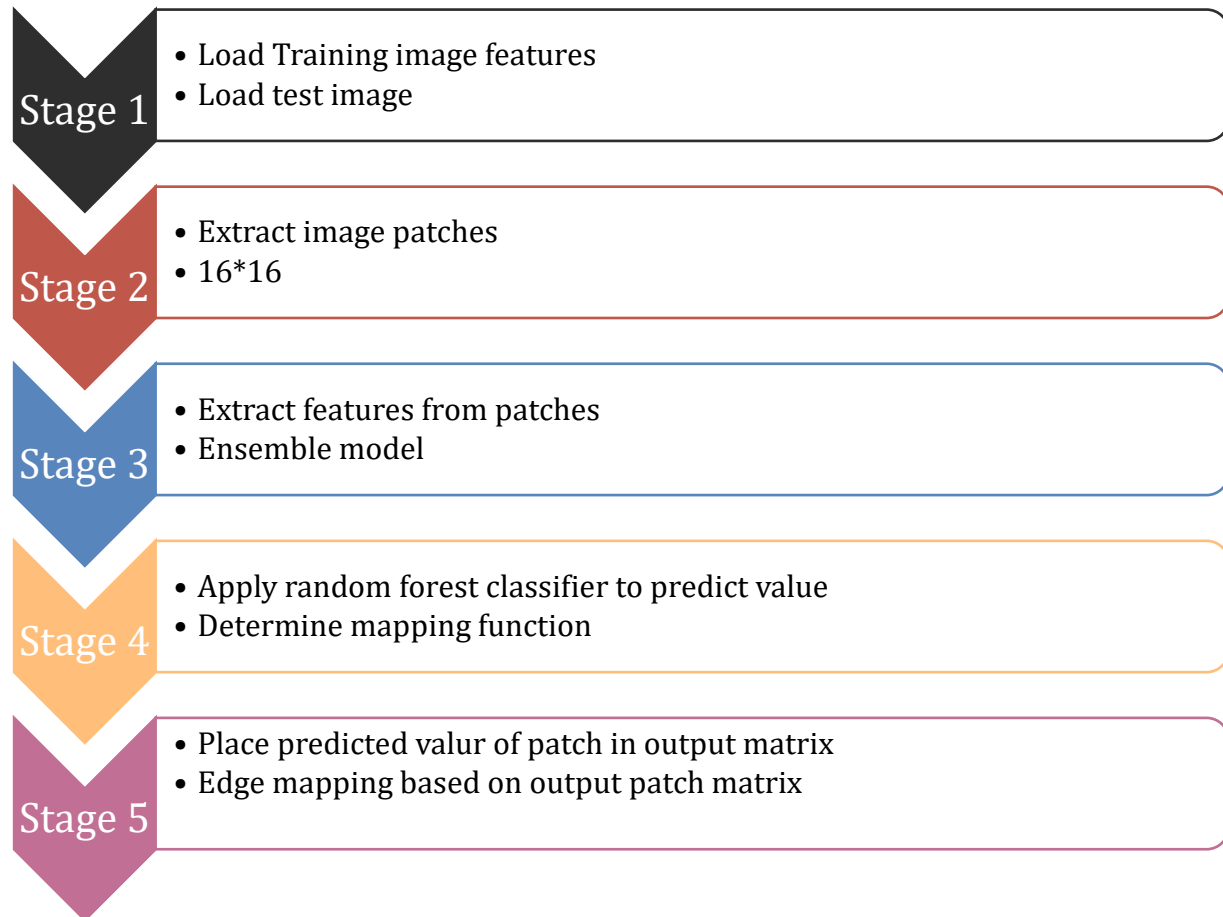 Stage 1
• Load Training image features
• Load test image
Stage 2
• Extract image patches
• 16*16
Stage 3
• Extract features from patches
• Ensemble model
Stage 4
• Apply random forest classifier to predict value
• Determine mapping function
Stage 5
• Place predicted valur of patch in output matrix
• Edge mapping based on output patch matrix